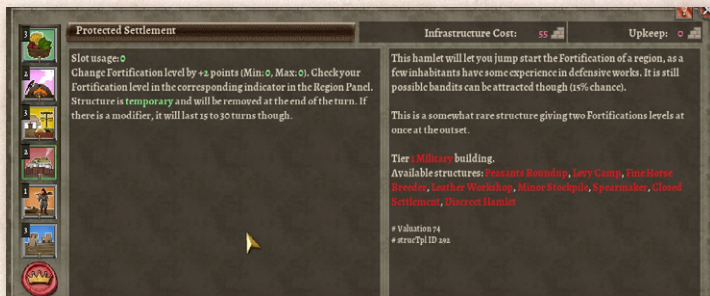 Protected Settlement
Infrastructure Cost: 55
Upkeep: 0
3
2
3
2
1
3
Slot usage:0
Change Fortification level by +2 points (Min: 0, Max: 0). Check your
Fortification level in the corresponding indicator in the Region Panel.
Structure is temporary and will be removed at the end of the turn. If
there is a modifier, it will last 15 to 30 turns though.
This hamlet will let you jump start the Fortification of a region, as a
few inhabitants have some experience in defensive works. It is still
possible bandits can be attracted though (15% chance).
This is a somewhat rare structure giving two Fortifications levels at
once at the outset.
Tier 1 Military building.
Available structures: Peasants Roundup, Levy Camp, Fine Horse
Breeder, Leather Workshop, Minor Stockpile, Spearmaker, Closed
Settlement, Discreet Hamlet
# Valuation 74
# strucTpl ID 292